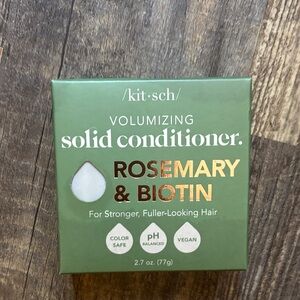 /kit•sch/
VOLUMIZING
solid conditioner.
ROSEMARY
& BIOTIN
For Stronger, Fuller-Looking Hair
COLOR
SAFE
pH
BALANCED
VEGAN
2.7 oz. (77g)